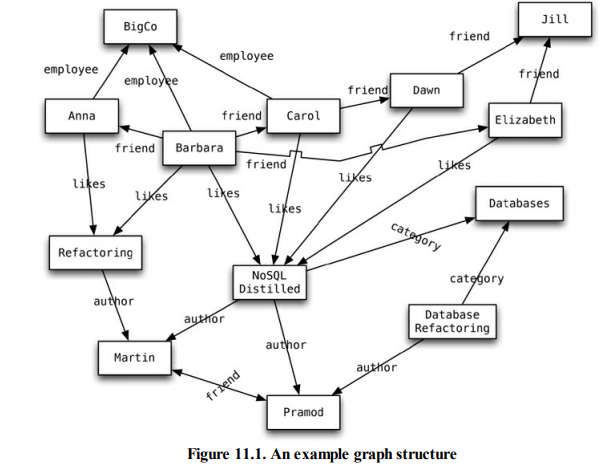 BigCo
Jill
friend
employee
employee
employee
friend
Dawn
friend
Anna
Carol
friend
Elizabeth
friend
Barbara
friend
likes
likes
likes
likes
likes
likes
Databases
category
Refactoring
NoSQL
Distilled
category
author
author
Database
Refactoring
author
Martin
author
friend
Pramod
Figure 11.1. An example graph structure